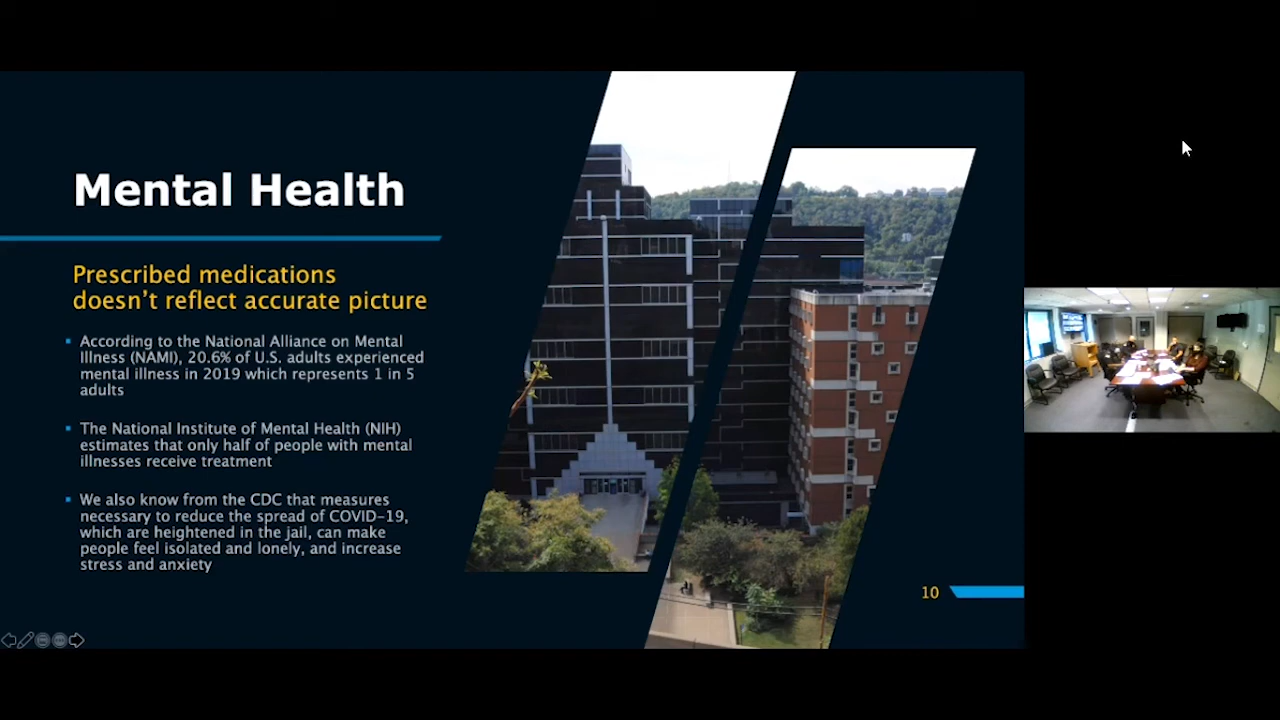 Mental Health
Prescribed medications
doesn't reflect accurate picture
According to the National Alliance on Mental
Illness (NAMI), 20.6% of U.S. adults experienced
mental illness in 2019 which represents 1 in 5
adults
The National Institute of Mental Health (NIH)
estimates that only half of people with mental
illnesses receive treatment
We also know from the CDC that measures
necessary to reduce the spread of COVID-19,
which are heightened in the jail, can make
people feel isolated and lonely, and increase
stress and anxiety
10